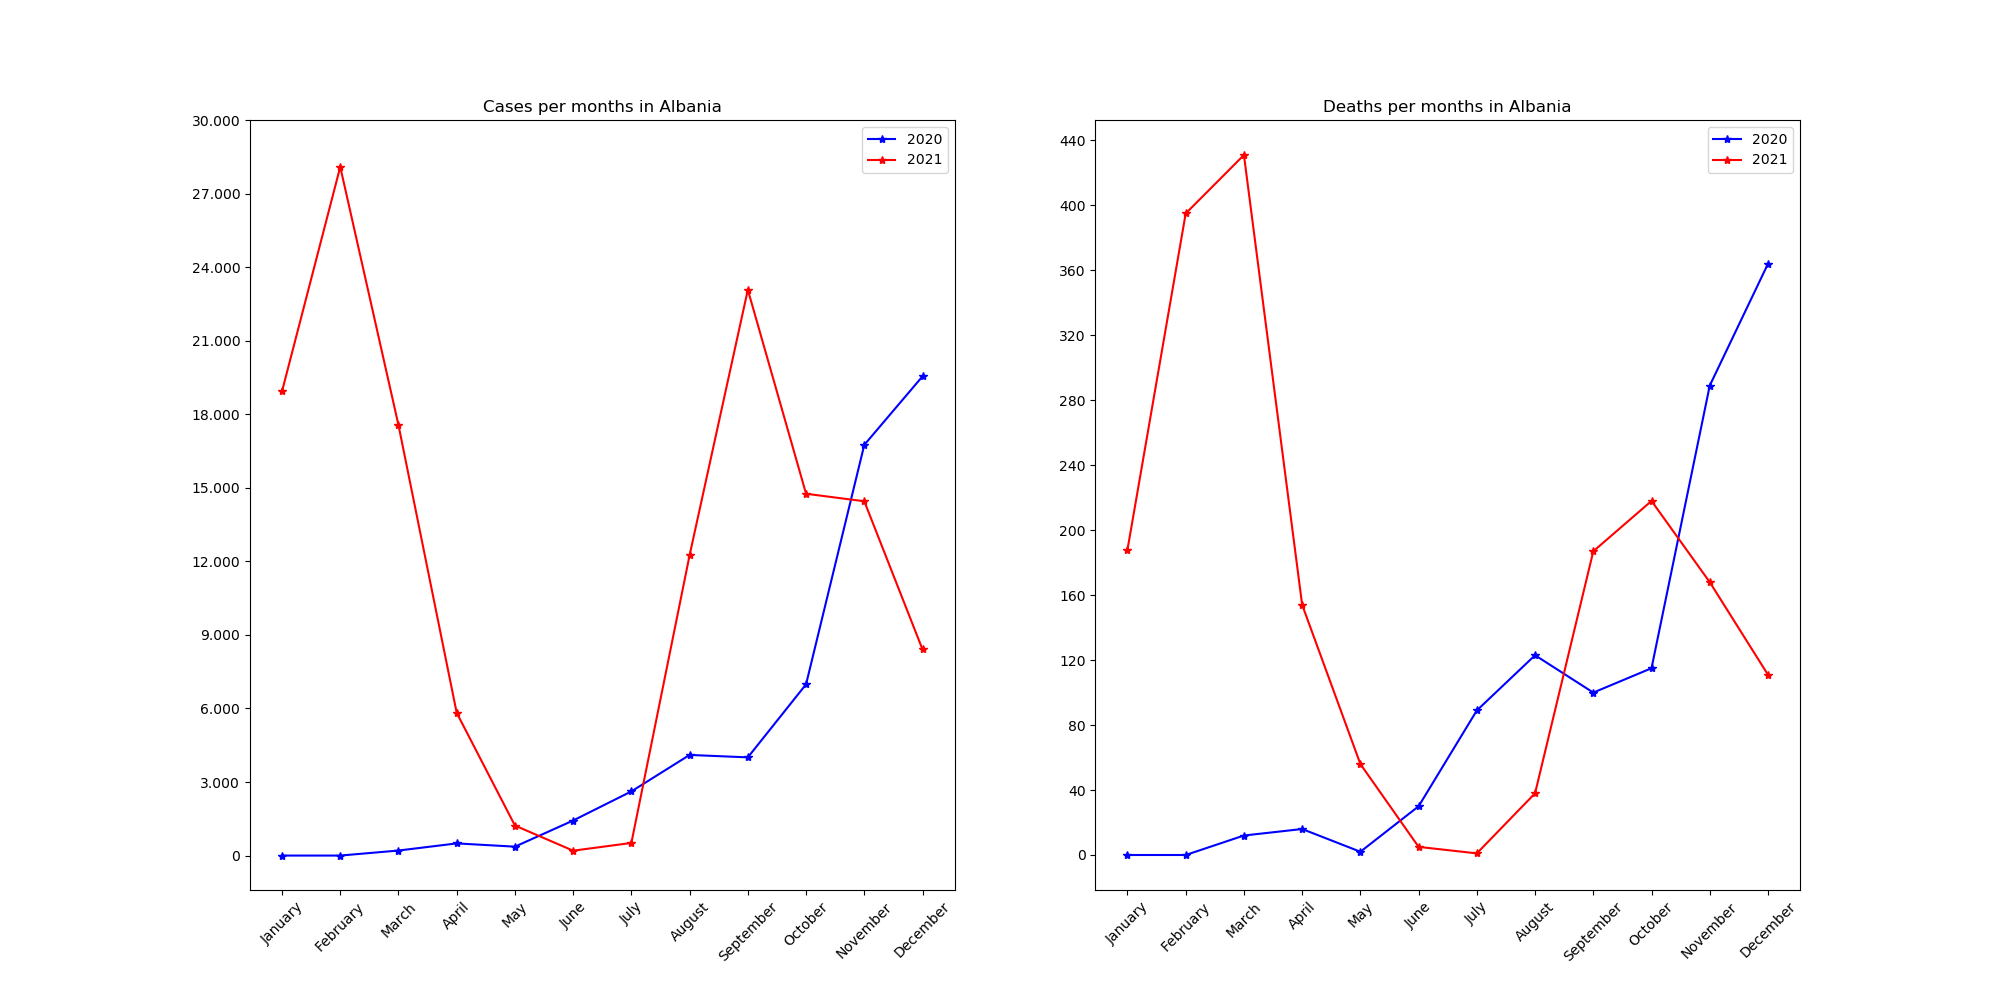 Cases per months in Albania
30.000
27.000
24.000
21.000
18.000
15.000
12.000
9.000
6.000
3.000
0
2020
2021
January
February
March
April
May
June
July
August
September
October
November
December
Deaths per months in Albania
440
400
360
320
280
240
200
160
120
80
40
0
2020
2021
January
February
March
April
May
June
July
August
September
October
November
December